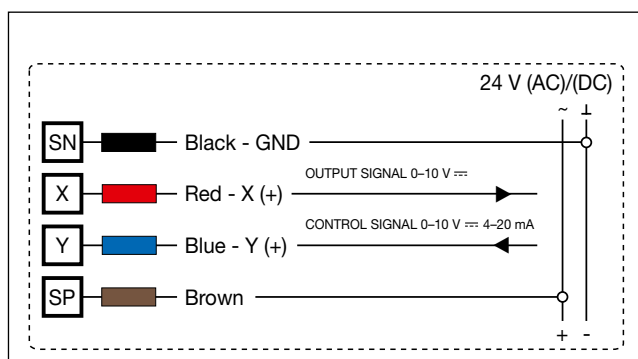 24 V (AC)/(DC)
~ ⊥
SN Black - GND
X Red - X (+) OUTPUT SIGNAL 0–10 V ⎓
Y Blue - Y (+) CONTROL SIGNAL 0–10 V ⎓ 4–20 mA
SP Brown
+ -